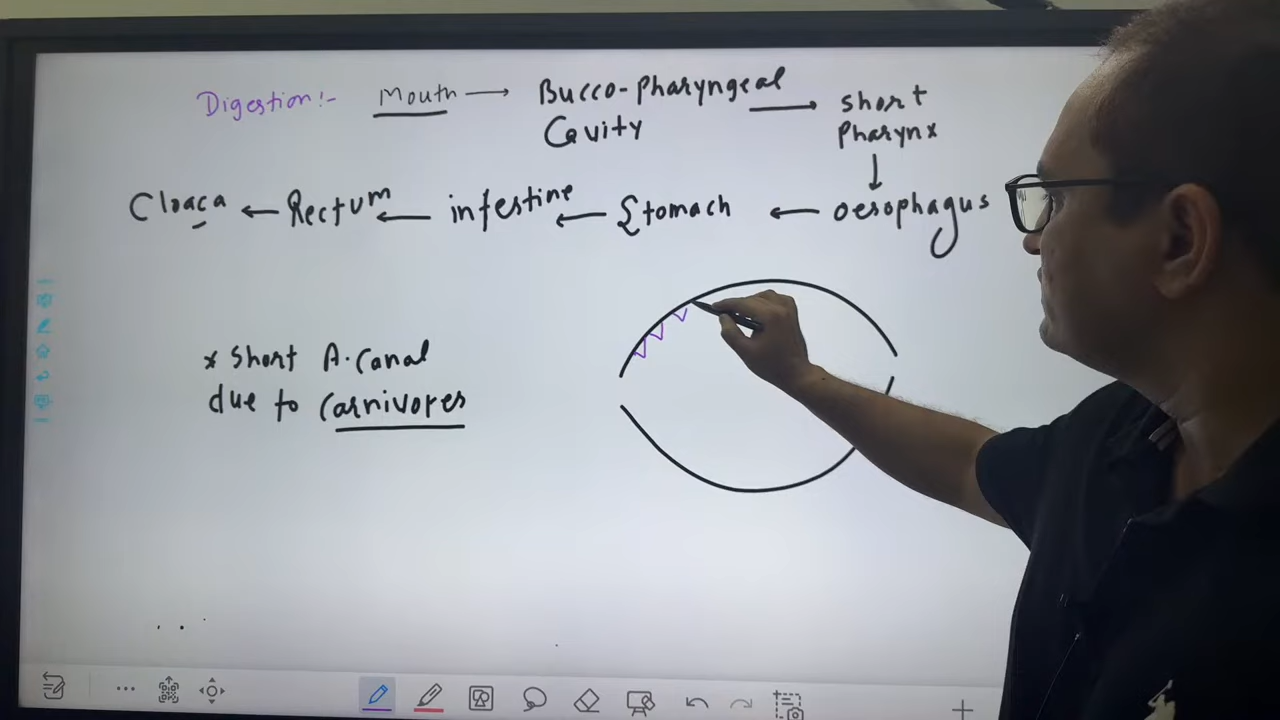 Digestion:- Mouth → Bucco-Pharyngeal → short
Cavity Pharynx
↓
Cloaca ← Rectum ← intestine ← Stomach ← oesophagus
* Short A. Canal
due to Carnivores